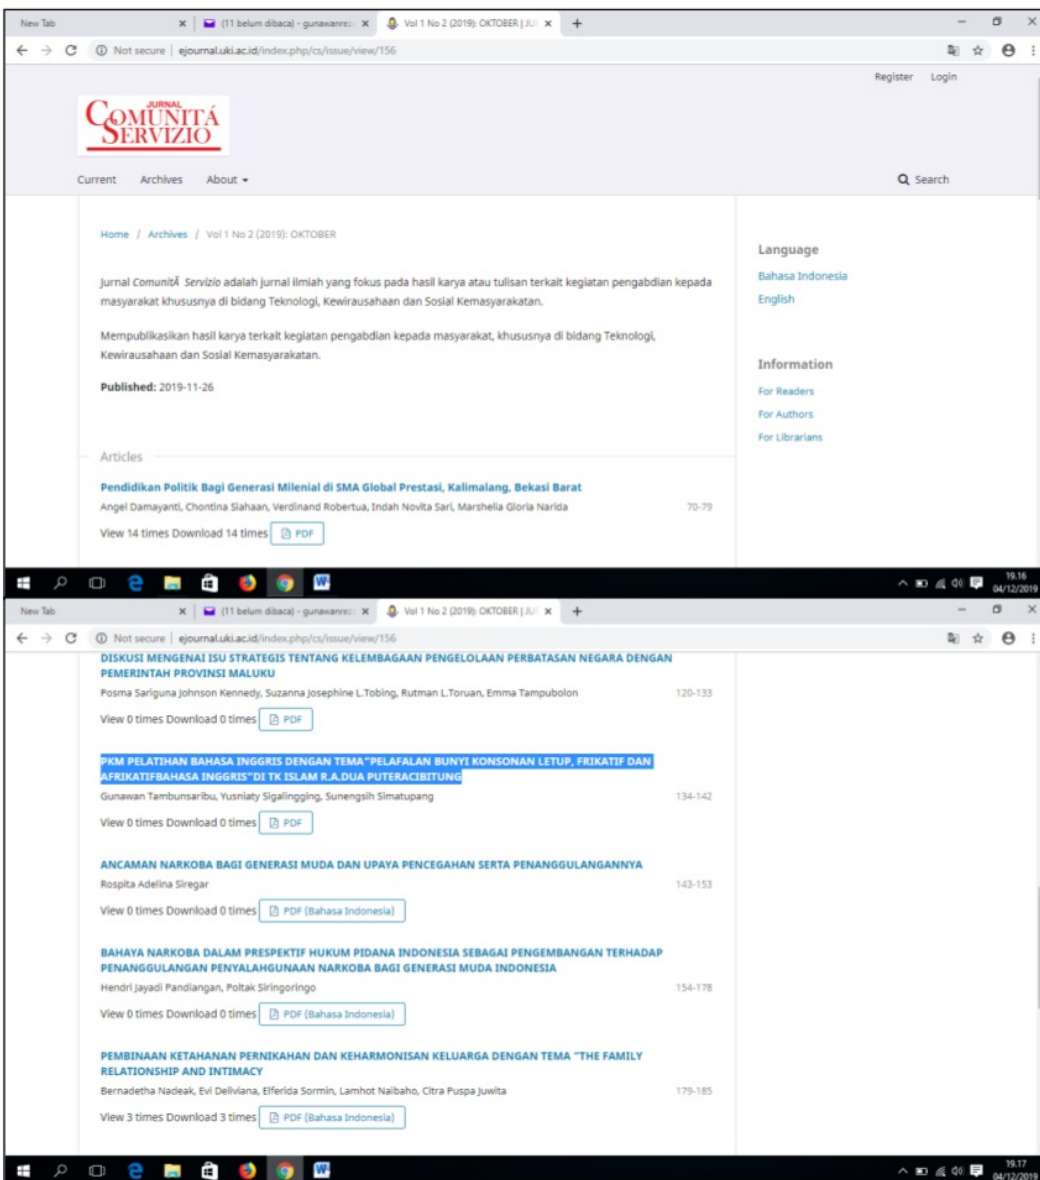 New Tab
(11 belum dibaca) - gunawanrez
Vol 1 No 2 (2019): OKTOBER | JUR
Not secure | ejournal.uki.ac.id/index.php/cs/issue/view/156
Register Login
JURNAL
COMUNITÁ
SERVIZIO
Current Archives About
Search
Home / Archives / Vol 1 No 2 (2019): OKTOBER
Jurnal ComunitÃ Servizio adalah jurnal ilmiah yang fokus pada hasil karya atau tulisan terkait kegiatan pengabdian kepada
masyarakat khususnya di bidang Teknologi, Kewirausahaan dan Sosial Kemasyarakatan.
Mempublikasikan hasil karya terkait kegiatan pengabdian kepada masyarakat, khususnya di bidang Teknologi,
Kewirausahaan dan Sosial Kemasyarakatan.
Published: 2019-11-26
Language
Bahasa Indonesia
English
Information
For Readers
For Authors
For Librarians
Articles
Pendidikan Politik Bagi Generasi Milenial di SMA Global Prestasi, Kalimalang, Bekasi Barat
Angel Damayanti, Chontina Siahaan, Verdinand Robertua, Indah Novita Sari, Marshelia Gloria Narida 70-79
View 14 times Download 14 times PDF
19.16
04/12/2019
New Tab
(11 belum dibaca) - gunawanrez
Vol 1 No 2 (2019): OKTOBER | JUR
Not secure | ejournal.uki.ac.id/index.php/cs/issue/view/156
DISKUSI MENGENAI ISU STRATEGIS TENTANG KELEMBAGAAN PENGELOLAAN PERBATASAN NEGARA DENGAN
PEMERINTAH PROVINSI MALUKU
Posma Sariguna Johnson Kennedy, Suzanna Josephine L.Tobing, Rutman L.Toruan, Emma Tampubolon 120-133
View 0 times Download 0 times PDF
PKM PELATIHAN BAHASA INGGRIS DENGAN TEMA"PELAFALAN BUNYI KONSONAN LETUP, FRIKATIF DAN
AFRIKATIFBAHASA INGGRIS"DI TK ISLAM R.A.DUA PUTERACIBITUNG
Gunawan Tambunsaribu, Yusniaty Sigalingging, Sunengsih Simatupang 134-142
View 0 times Download 0 times PDF
ANCAMAN NARKOBA BAGI GENERASI MUDA DAN UPAYA PENCEGAHAN SERTA PENANGGULANGANNYA
Rospita Adelina Siregar 143-153
View 0 times Download 0 times PDF (Bahasa Indonesia)
BAHAYA NARKOBA DALAM PRESPEKTIF HUKUM PIDANA INDONESIA SEBAGAI PENGEMBANGAN TERHADAP
PENANGGULANGAN PENYALAHGUNAAN NARKOBA BAGI GENERASI MUDA INDONESIA
Hendri Jayadi Pandiangan, Poltak Siringoringo 154-178
View 0 times Download 0 times PDF (Bahasa Indonesia)
PEMBINAAN KETAHANAN PERNIKAHAN DAN KEHARMONISAN KELUARGA DENGAN TEMA "THE FAMILY
RELATIONSHIP AND INTIMACY
Bernadetha Nadeak, Evi Deliviana, Elferida Sormin, Lamhot Naibaho, Citra Puspa Juwita 179-185
View 3 times Download 3 times PDF (Bahasa Indonesia)
19.17
04/12/2019